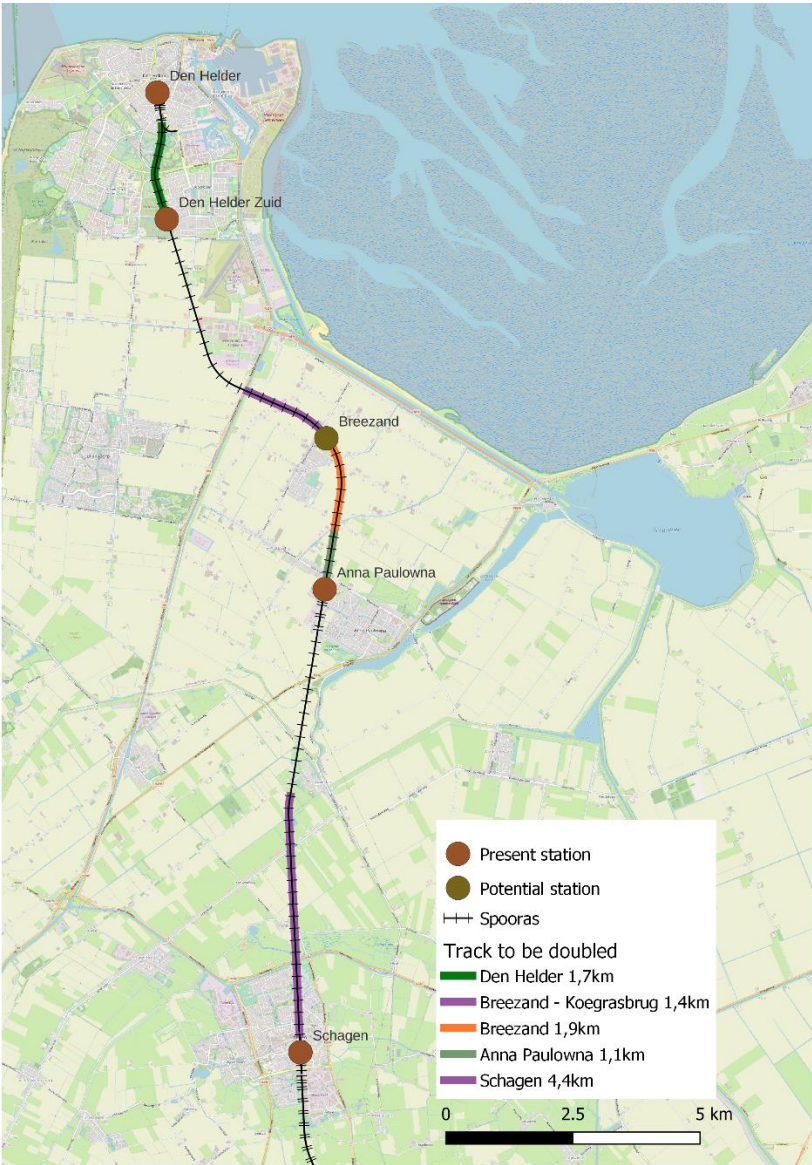 Den Helder
Den Helder Zuid
Breezand
Anna Paulowna
Schagen
Present station
Potential station
Spooras
Track to be doubled
Den Helder 1,7km
Breezand - Koegrasbrug 1,4km
Breezand 1,9km
Anna Paulowna 1,1km
Schagen 4,4km
0 2.5 5 km